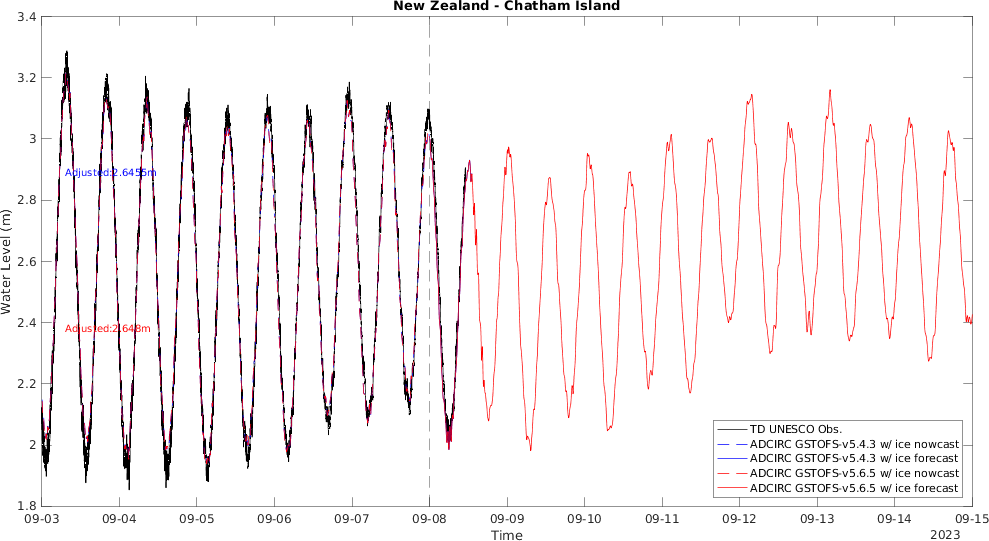 New Zealand - Chatham Island
3.4
3.2
3
2.8
2.6
2.4
2.2
2
1.8
Water Level (m)
Adjusted:2.6455m
Adjusted:2.648m
TD UNESCO Obs.
ADCIRC GSTOFS-v5.4.3 w/ ice nowcast
ADCIRC GSTOFS-v5.4.3 w/ ice forecast
ADCIRC GSTOFS-v5.6.5 w/ ice nowcast
ADCIRC GSTOFS-v5.6.5 w/ ice forecast
09-03 09-04 09-05 09-06 09-07 09-08 09-09 09-10 09-11 09-12 09-13 09-14 09-15
Time
2023